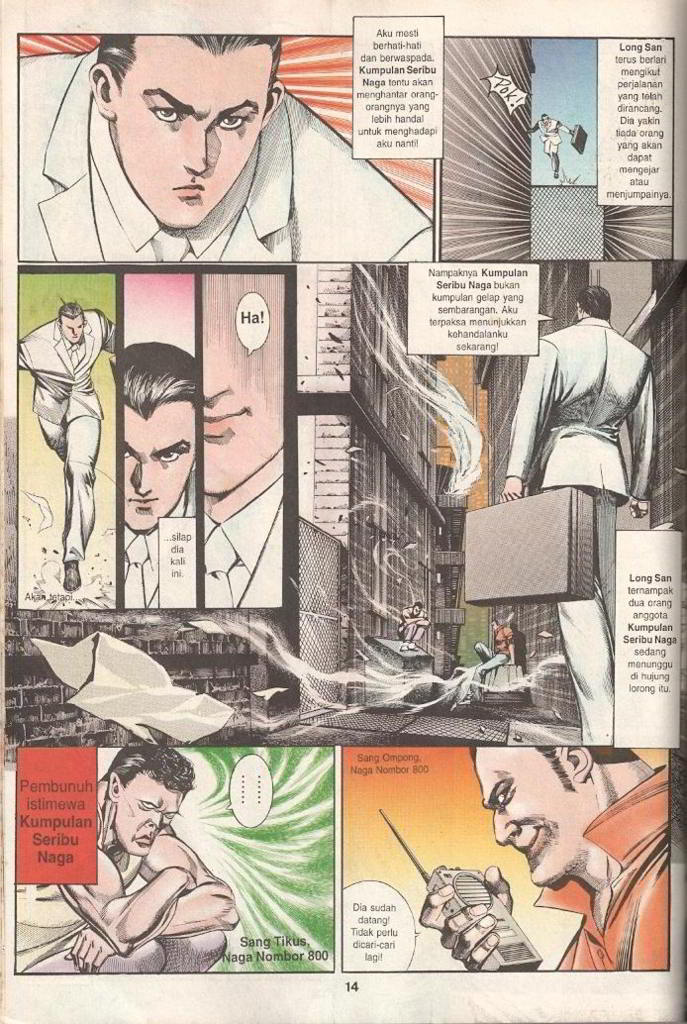 Aku mesti
berhati-hati
dan berwaspada.
Kumpulan Seribu
Naga tentu akan
menghantar orang-
orangnya yang
lebih handal
untuk menghadapi
aku nanti!
POK!
Long San
terus berlari
mengikut
perjalanan
yang telah
dirancang.
Dia yakin
tiada orang
yang akan
dapat
mengejar
atau
menjumpainya.
Akan tetapi...
...silap
dia
kali
ini.
Ha!
Nampaknya Kumpulan
Seribu Naga bukan
kumpulan gelap yang
sembarangan. Aku
terpaksa menunjukkan
kehandalanku
sekarang!
Long San
ternampak
dua orang
anggota
Kumpulan
Seribu Naga
sedang
menunggu
di hujung
lorong itu.
Pembunuh
istimewa
Kumpulan
Seribu
Naga
Sang Tikus,
Naga Nombor 800
Sang Ompong,
Naga Nombor 800
Dia sudah
datang!
Tidak perlu
dicari-cari
lagi!
14